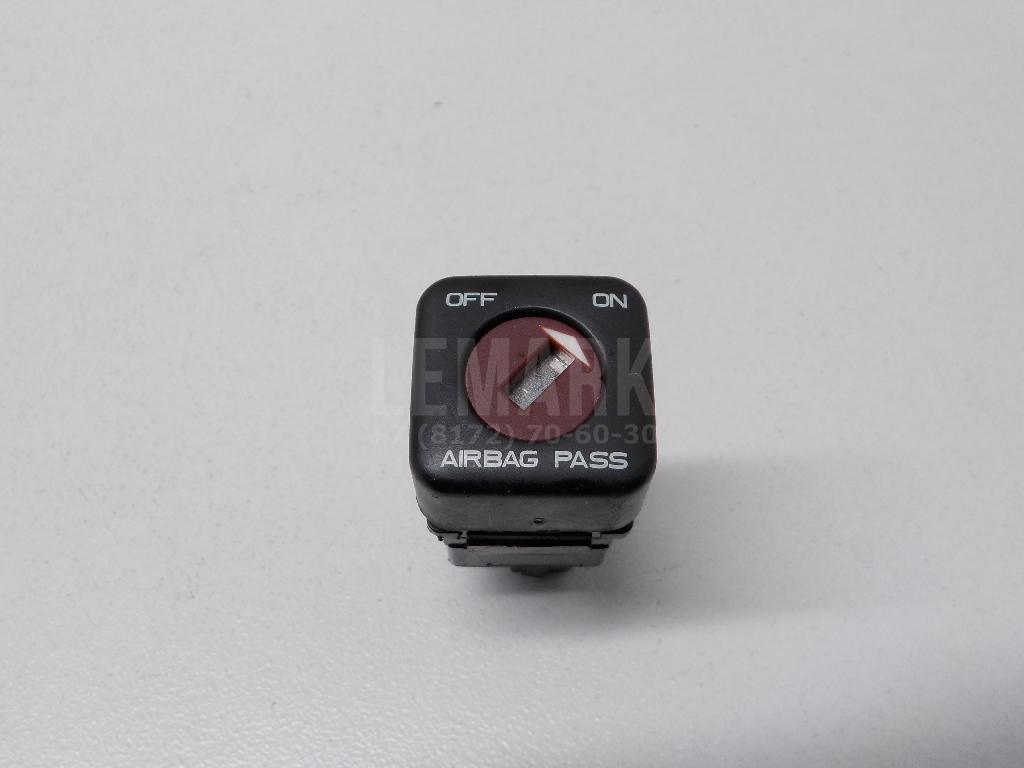 OFF ON
LEMARK
+7 (8172) 70-60-30
AIRBAG PASS